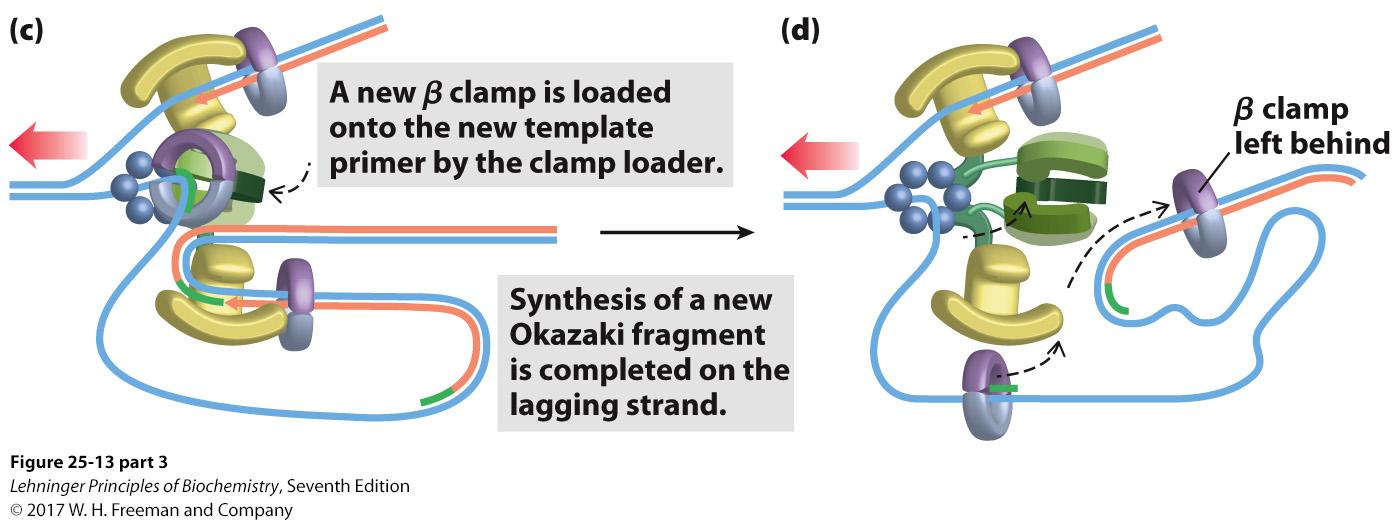 (c)
A new β clamp is loaded
onto the new template
primer by the clamp loader.
Synthesis of a new
Okazaki fragment
is completed on the
lagging strand.
(d)
β clamp
left behind
Figure 25-13 part 3
Lehninger Principles of Biochemistry, Seventh Edition
© 2017 W. H. Freeman and Company